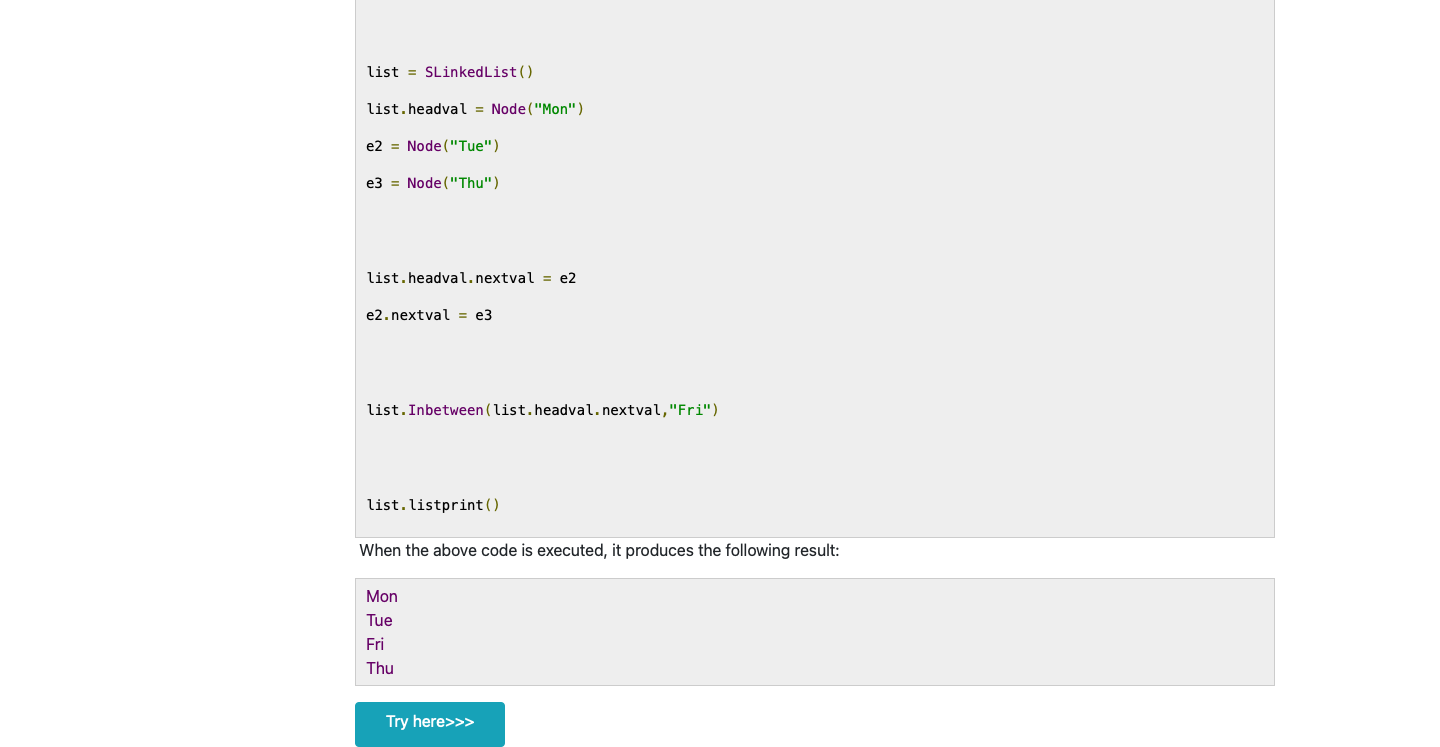 list = SLinkedList()
list.headval = Node("Mon")
e2 = Node("Tue")
e3 = Node("Thu")
list.headval.nextval = e2
e2.nextval = e3
list.Inbetween(list.headval.nextval,"Fri")
list.listprint()
When the above code is executed, it produces the following result:
Mon
Tue
Fri
Thu
Try here>>>